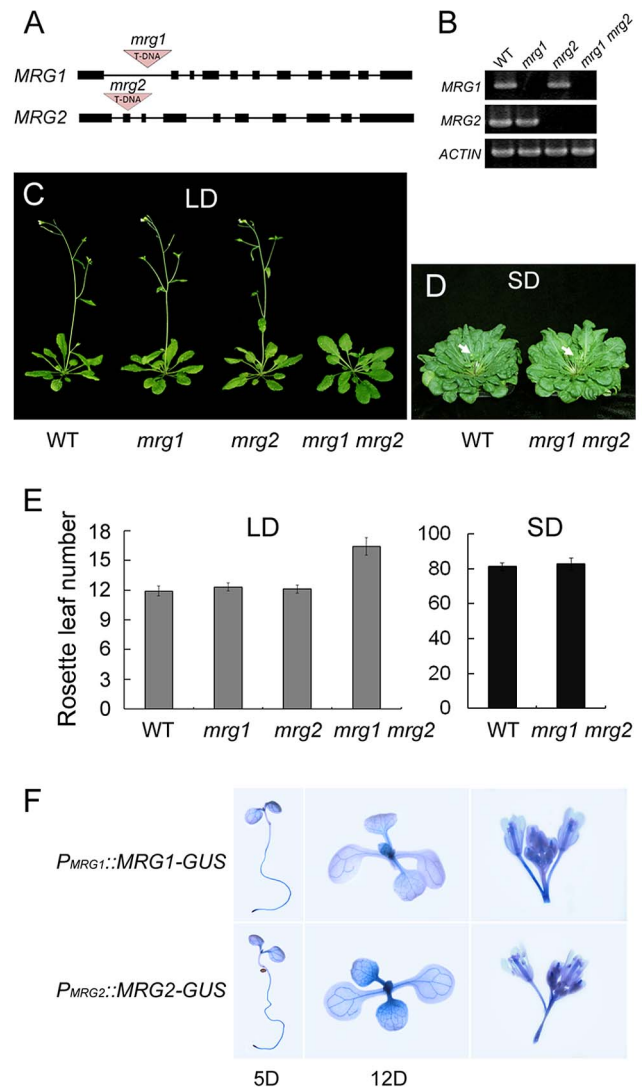 A
mrg1
T-DNA
MRG1
mrg2
T-DNA
MRG2
B
WT mrg1 mrg2 mrg1 mrg2
MRG1
MRG2
ACTIN
C LD
WT mrg1 mrg2 mrg1 mrg2
D SD
WT mrg1 mrg2
E
Rosette leaf number
LD
18
15
12
9
6
3
0
WT mrg1 mrg2 mrg1 mrg2
SD
100
80
60
40
20
0
WT mrg1 mrg2
F
PMRG1::MRG1-GUS
PMRG2::MRG2-GUS
5D 12D